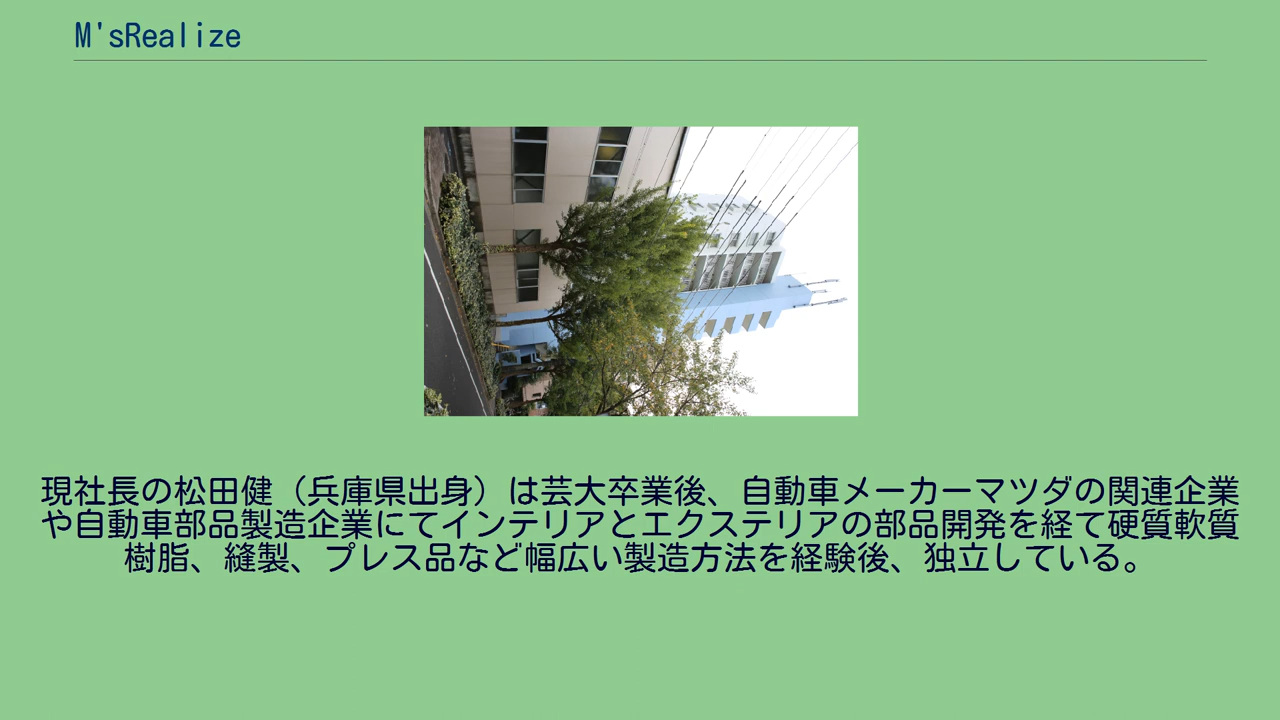 M'sRealize
現社長の松田健（兵庫県出身）は芸大卒業後、自動車メーカーマツダの関連企業
や自動車部品製造企業にてインテリアとエクステリアの部品開発を経て硬質軟質
樹脂、縫製、プレス品など幅広い製造方法を経験後、独立している。